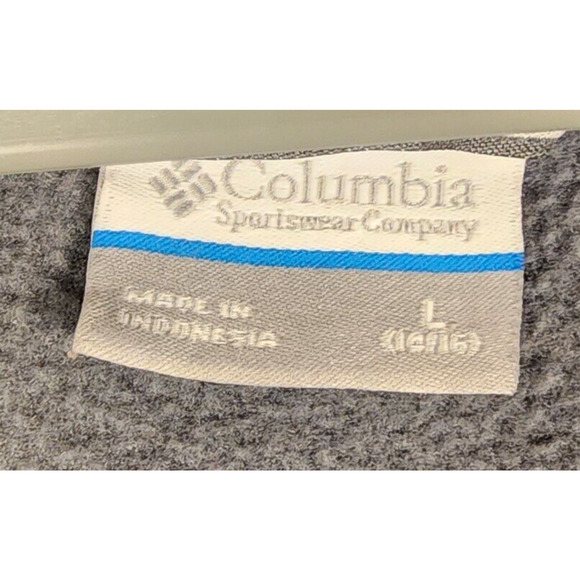 Columbia
Sportswear Company
MADE IN
INDONESIA
L
(14/16)